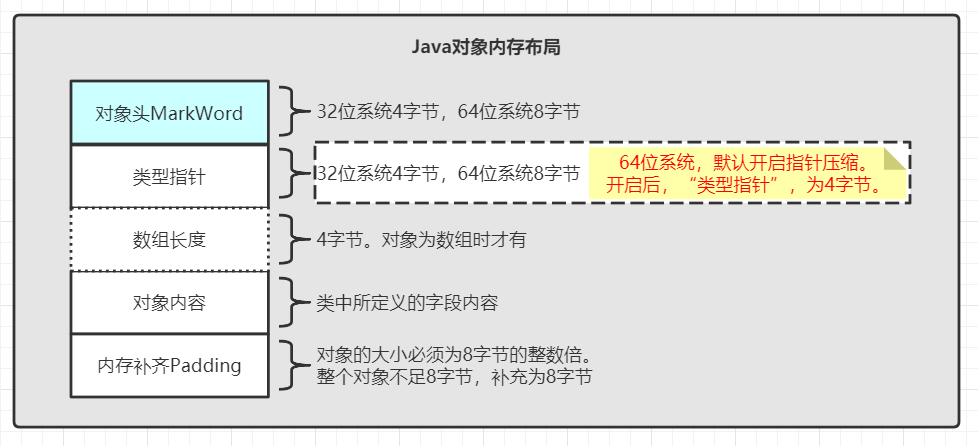 Java对象内存布局
对象头MarkWord
32位系统4字节，64位系统8字节
类型指针
32位系统4字节，64位系统8字节
64位系统，默认开启指针压缩。
开启后，“类型指针”，为4字节。
数组长度
4字节。对象为数组时才有
对象内容
类中所定义的字段内容
内存补齐Padding
对象的大小必须为8字节的整数倍。
整个对象不足8字节，补充为8字节